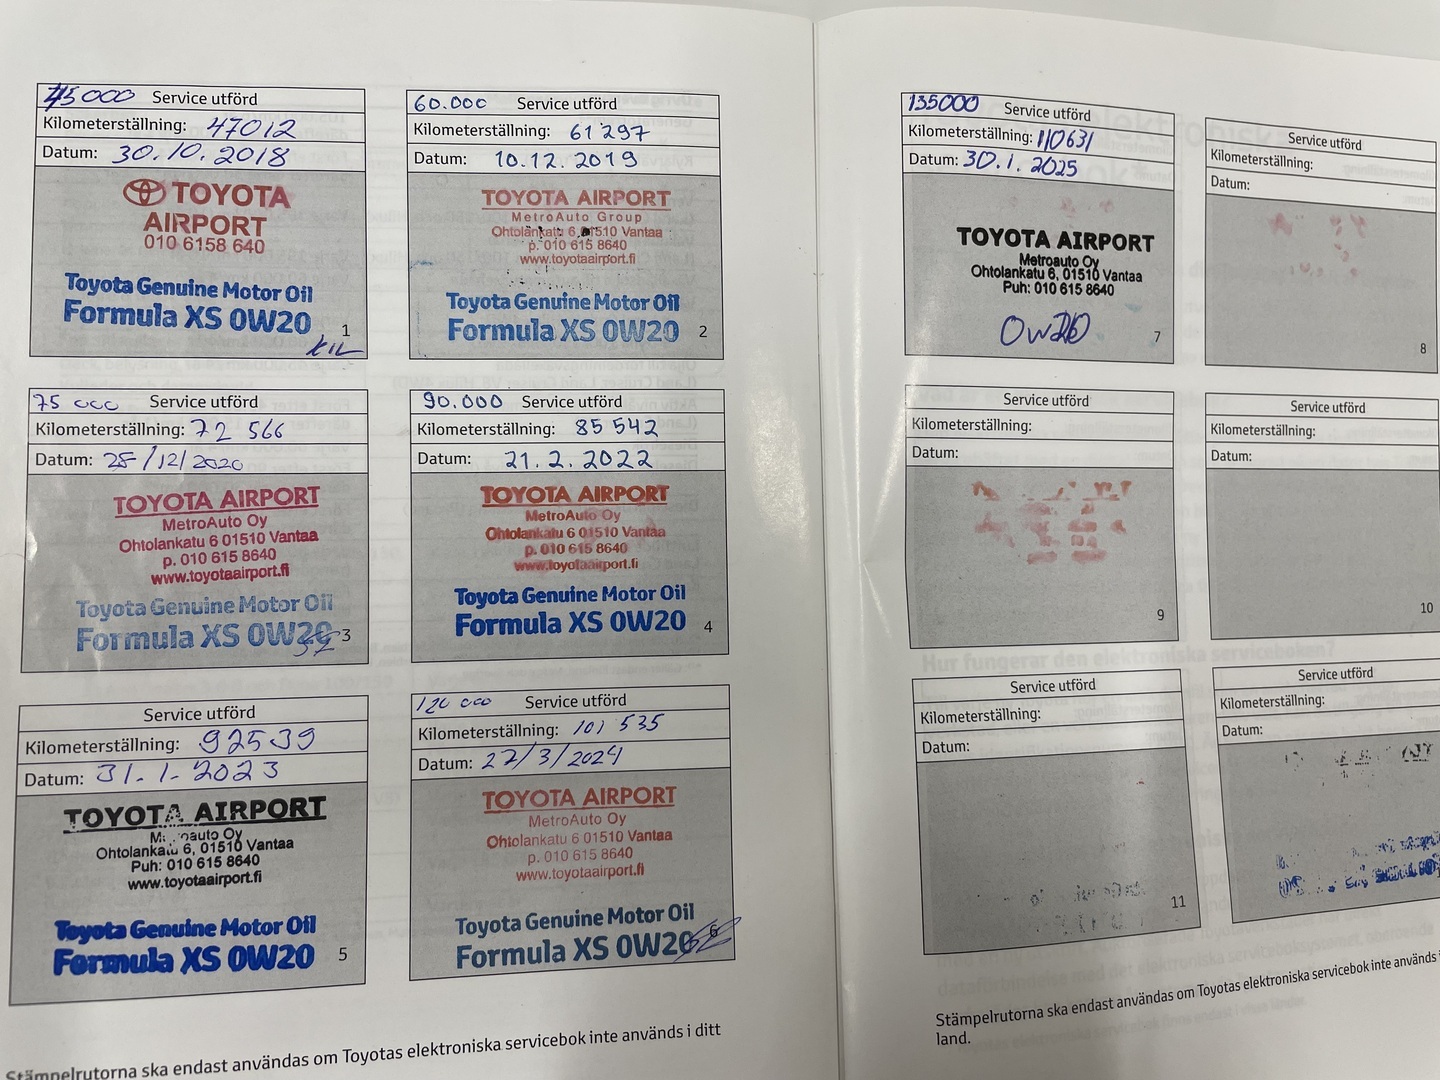 45000 Service utförd
Kilometerställning: 47012
Datum: 30.10.2018
TOYOTA
AIRPORT
010 6158 640
Toyota Genuine Motor Oil
Formula XS 0W20
1
60.000 Service utförd
Kilometerställning: 61297
Datum: 10.12.2019
TOYOTA AIRPORT
MetroAuto Group
Ohtolankatu 6, 01510 Vantaa
p. 010 615 8640
www.toyotaairport.fi
Toyota Genuine Motor Oil
Formula XS 0W20
2
75 000 Service utförd
Kilometerställning: 72 566
Datum: 28/12/2020
TOYOTA AIRPORT
MetroAuto Oy
Ohtolankatu 6 01510 Vantaa
p. 010 615 8640
www.toyotaairport.fi
Toyota Genuine Motor Oil
Formula XS 0W20
3
90.000 Service utförd
Kilometerställning: 85 542
Datum: 21.2.2022
TOYOTA AIRPORT
MetroAuto Oy
Ohtolankatu 6 01510 Vantaa
p. 010 615 8640
www.toyotaairport.fi
Toyota Genuine Motor Oil
Formula XS 0W20
4
Service utförd
Kilometerställning: 92539
Datum: 31.1.2023
TOYOTA AIRPORT
Metroauto Oy
Ohtolankatu 6, 01510 Vantaa
Puh: 010 615 8640
www.toyotaairport.fi
Toyota Genuine Motor Oil
Formula XS 0W20
5
120 000 Service utförd
Kilometerställning: 101 535
Datum: 27/3/2024
TOYOTA AIRPORT
MetroAuto Oy
Ohtolankatu 6 01510 Vantaa
p. 010 615 8640
www.toyotaairport.fi
Toyota Genuine Motor Oil
Formula XS 0W20
6
Stämpelrutorna ska endast användas om Toyotas elektroniska servicebok inte används i ditt
135000 Service utförd
Kilometerställning: 110631
Datum: 30.1.2025
TOYOTA AIRPORT
Metroauto Oy
Ohtolankatu 6, 01510 Vantaa
Puh: 010 615 8640
0W20
7
Service utförd
Kilometerställning:
Datum:
8
Service utförd
Kilometerställning:
Datum:
9
Service utförd
Kilometerställning:
Datum:
10
Hur fungerar den elektroniska serviceboken?
Service utförd
Kilometerställning:
Datum:
11
Service utförd
Kilometerställning:
Datum:
Stämpelrutorna ska endast användas om Toyotas elektroniska servicebok inte används i
land.